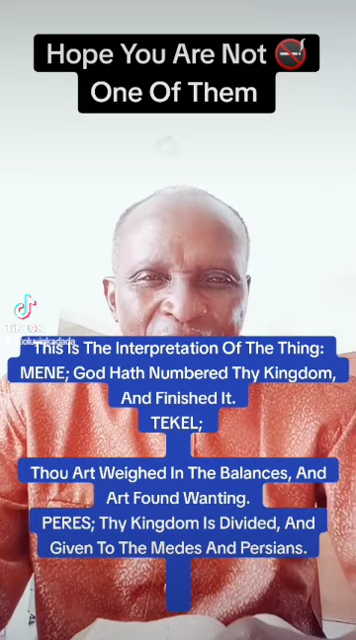 Hope You Are Not 🚭
One Of Them
TikTok
This Is The Interpretation Of The Thing:
MENE; God Hath Numbered Thy Kingdom,
And Finished It.
TEKEL;
Thou Art Weighed In The Balances, And
Art Found Wanting.
PERES; Thy Kingdom Is Divided, And
Given To The Medes And Persians.